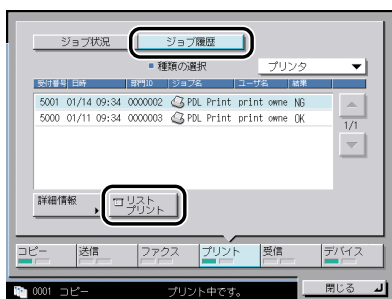 ジョブ状況 ジョブ履歴
■ 種類の選択 プリンタ ▼
受付番号 日時 部門ID ジョブ名 ユーザ名 結果
5001 01/14 09:34 0000002 PDL Print print owne NG
5000 01/11 09:34 0000003 PDL Print print owne OK
1/1
詳細情報
リスト
プリント
コピー 送信 ファクス プリント 受信 デバイス
0001 コピー プリント中です。 閉じる